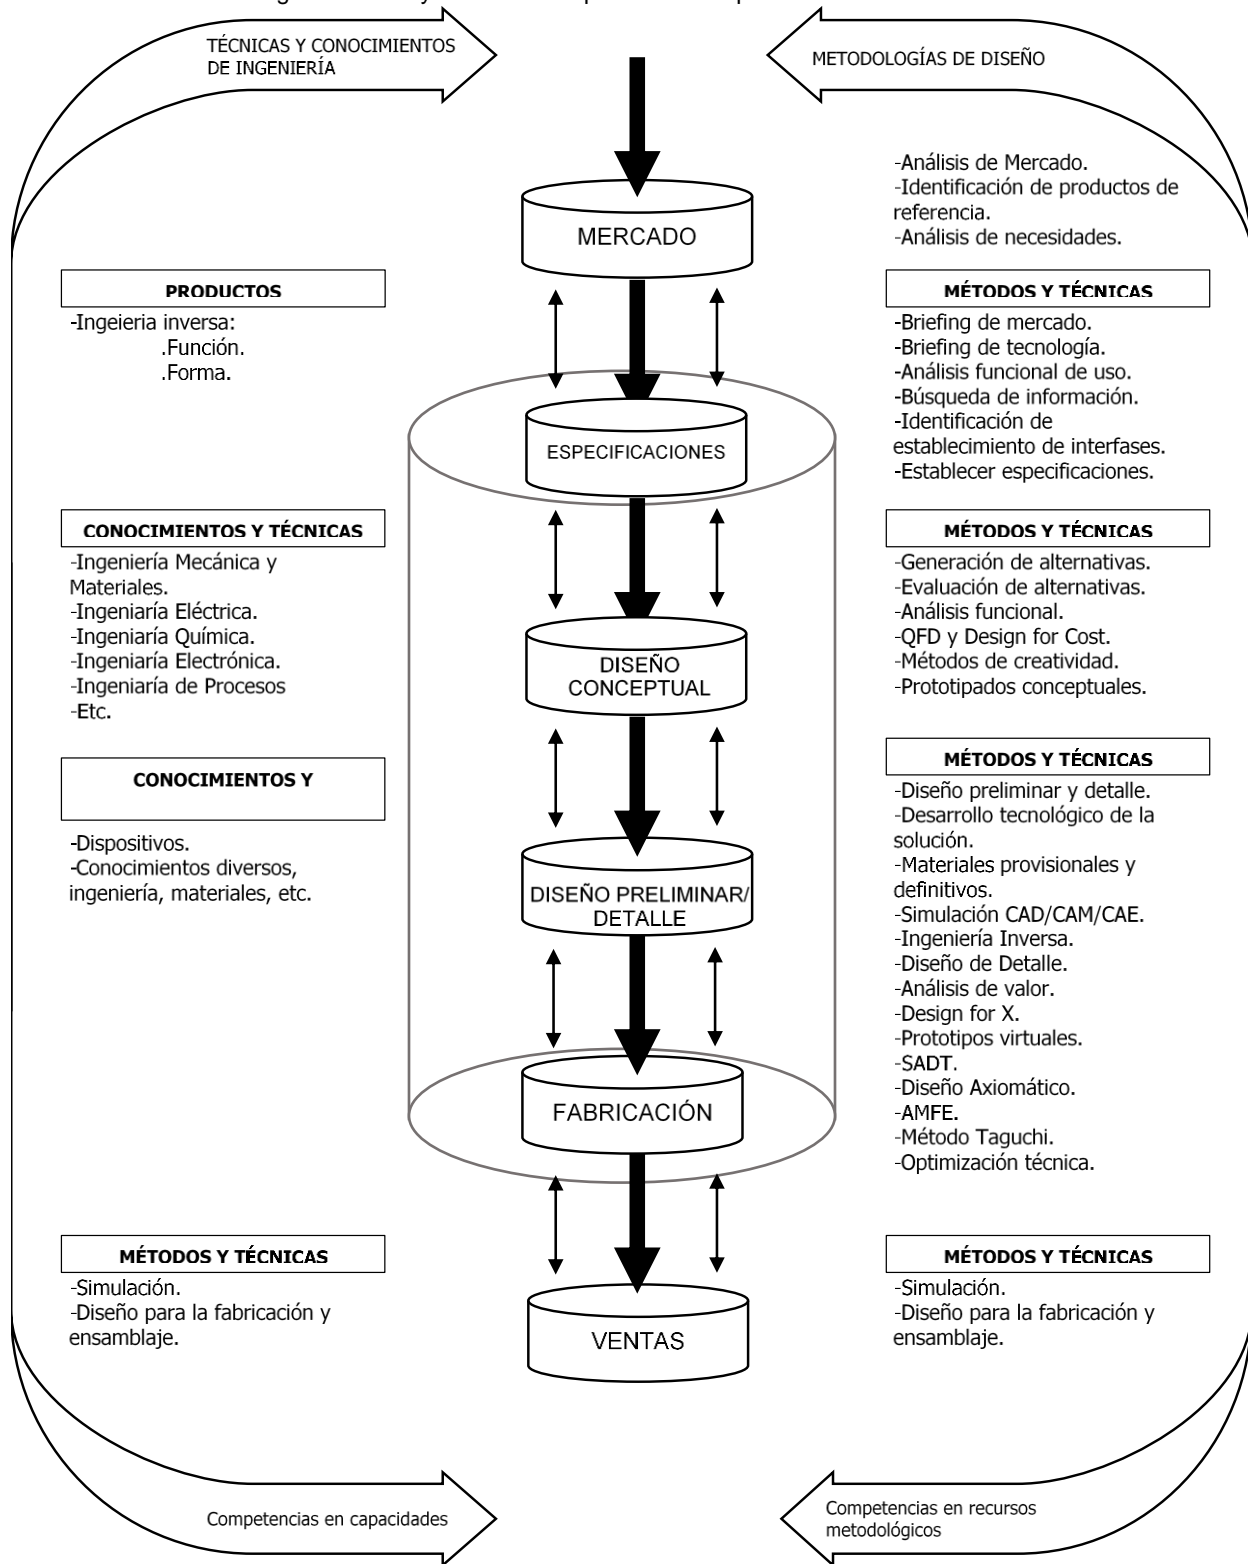 TÉCNICAS Y CONOCIMIENTOS
DE INGENIERÍA
METODOLOGÍAS DE DISEÑO
-Análisis de Mercado.
-Identificación de productos de
referencia.
-Análisis de necesidades.
MERCADO
PRODUCTOS
-Ingeieria inversa:
.Función.
.Forma.
MÉTODOS Y TÉCNICAS
-Briefing de mercado.
-Briefing de tecnología.
-Análisis funcional de uso.
-Búsqueda de información.
-Identificación de
establecimiento de interfases.
-Establecer especificaciones.
ESPECIFICACIONES
CONOCIMIENTOS Y TÉCNICAS
-Ingeniería Mecánica y
Materiales.
-Ingeniaría Eléctrica.
-Ingeniaría Química.
-Ingeniaría Electrónica.
-Ingeniaría de Procesos
-Etc.
MÉTODOS Y TÉCNICAS
-Generación de alternativas.
-Evaluación de alternativas.
-Análisis funcional.
-QFD y Design for Cost.
-Métodos de creatividad.
-Prototipados conceptuales.
DISEÑO
CONCEPTUAL
CONOCIMIENTOS Y
-Dispositivos.
-Conocimientos diversos,
ingeniería, materiales, etc.
MÉTODOS Y TÉCNICAS
-Diseño preliminar y detalle.
-Desarrollo tecnológico de la
solución.
-Materiales provisionales y
definitivos.
-Simulación CAD/CAM/CAE.
-Ingeniería Inversa.
-Diseño de Detalle.
-Análisis de valor.
-Design for X.
-Prototipos virtuales.
-SADT.
-Diseño Axiomático.
-AMFE.
-Método Taguchi.
-Optimización técnica.
DISEÑO PRELIMINAR/
DETALLE
FABRICACIÓN
MÉTODOS Y TÉCNICAS
-Simulación.
-Diseño para la fabricación y
ensamblaje.
MÉTODOS Y TÉCNICAS
-Simulación.
-Diseño para la fabricación y
ensamblaje.
VENTAS
Competencias en capacidades
Competencias en recursos
metodológicos